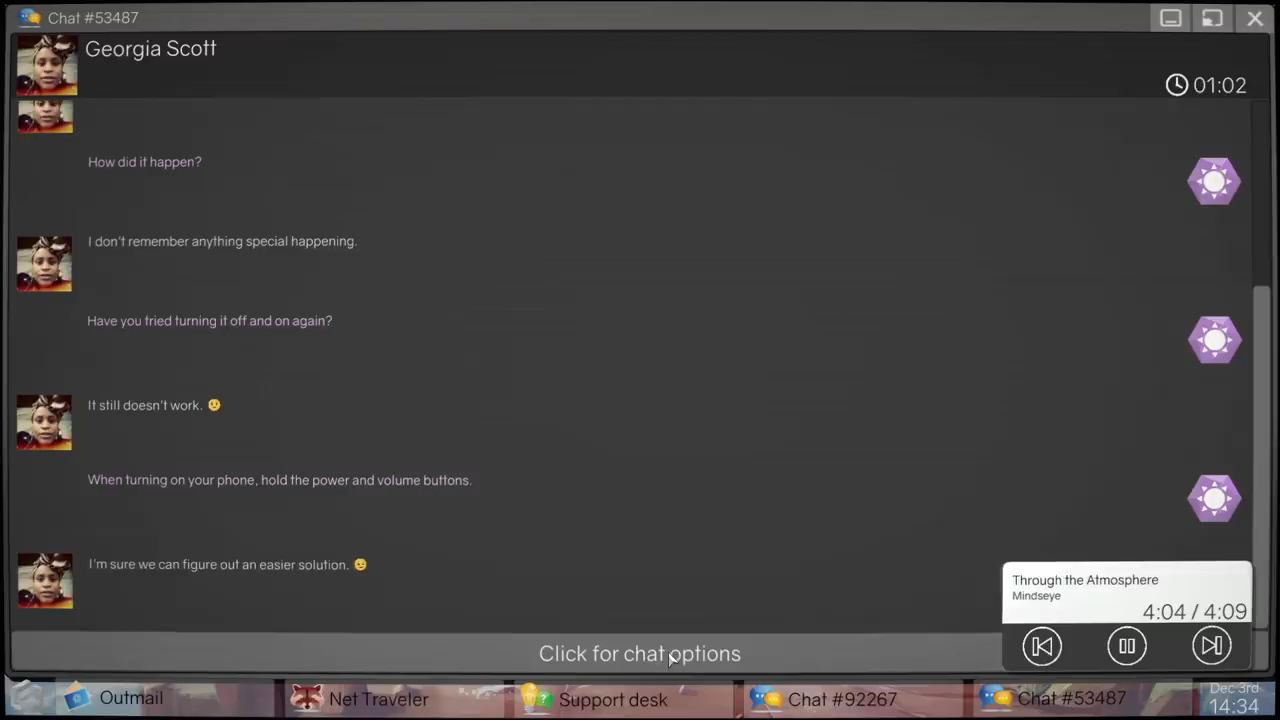 Chat #53487
Georgia Scott
01:02
How did it happen?
I don't remember anything special happening.
Have you tried turning it off and on again?
It still doesn't work. 😟
When turning on your phone, hold the power and volume buttons.
I'm sure we can figure out an easier solution. 😉
Through the Atmosphere
Mindseye
4:04 / 4:09
Click for chat options
Outmail
Net Traveler
Support desk
Chat #92267
Chat #53487
Dec 3rd
14:34